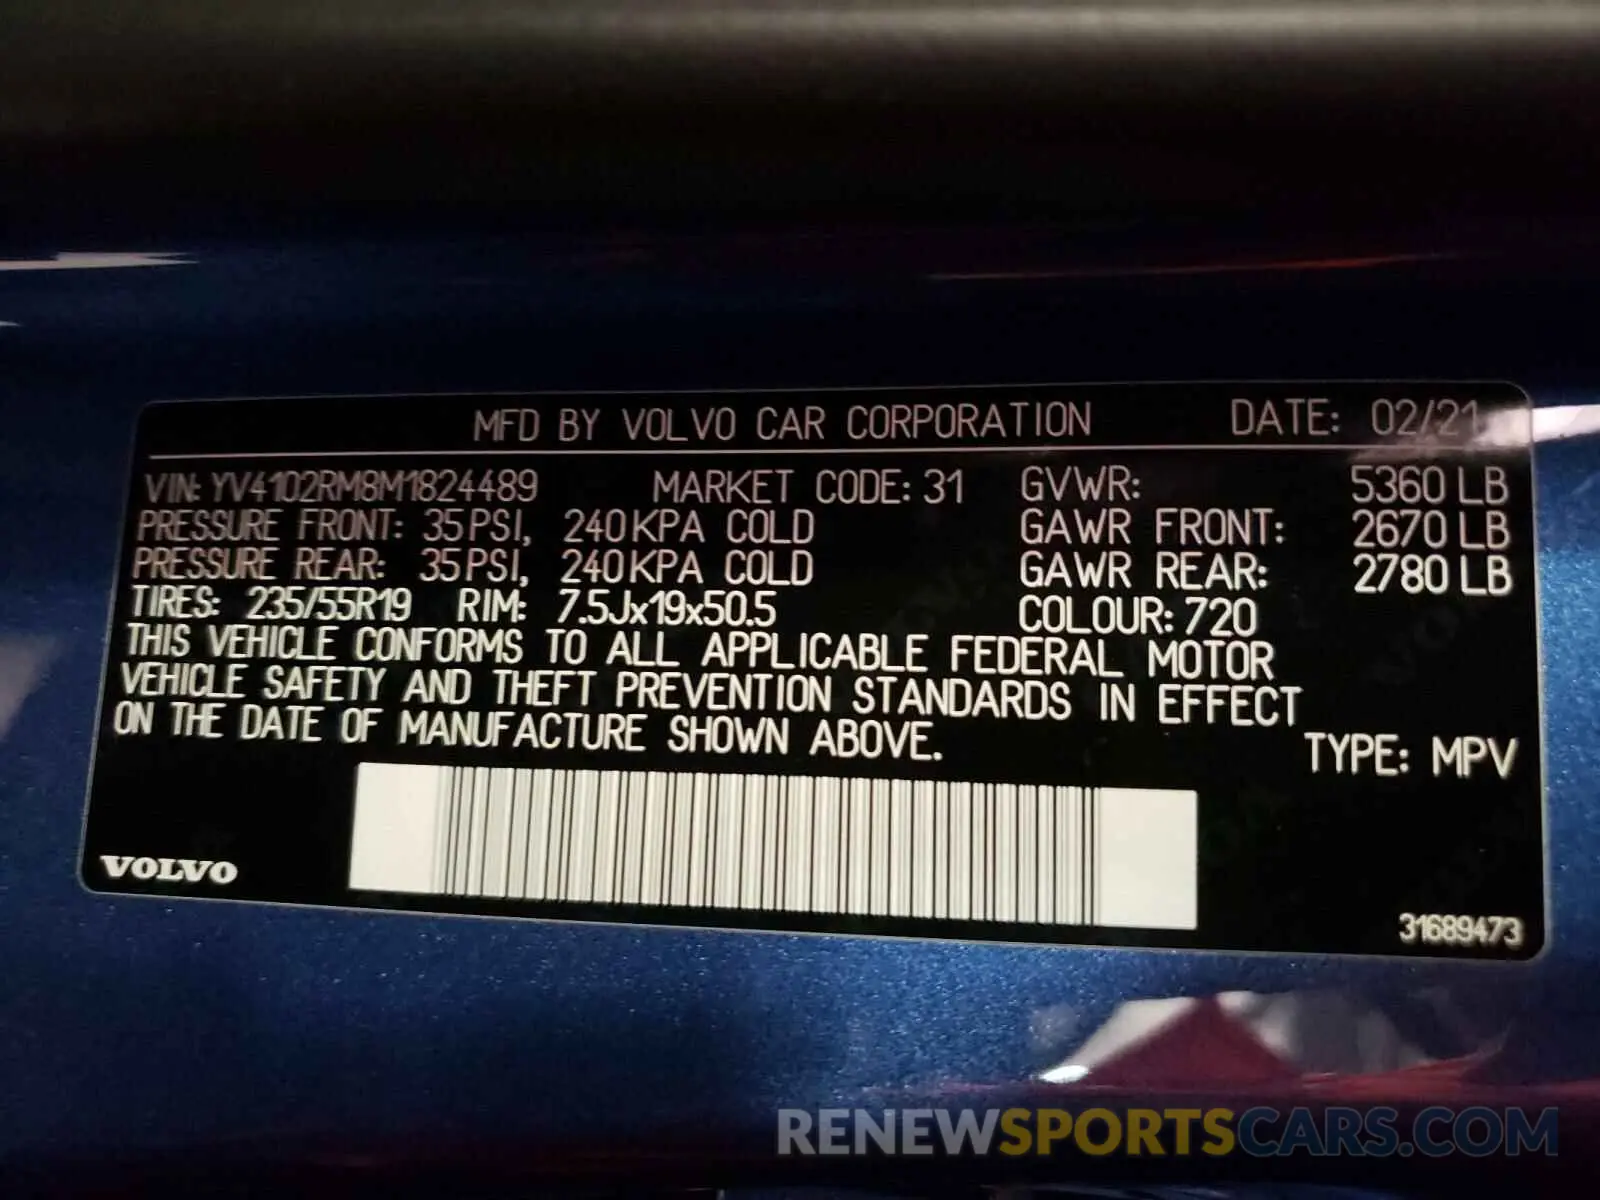 MFD BY VOLVO CAR CORPORATION DATE: 02/21
VIN: YV4102RM8M1824489 MARKET CODE: 31 GVWR: 5360 LB
PRESSURE FRONT: 35 PSI, 240 KPA COLD GAWR FRONT: 2670 LB
PRESSURE REAR: 35 PSI, 240 KPA COLD GAWR REAR: 2780 LB
TIRES: 235/55R19 RIM: 7.5Jx19x50.5 COLOUR: 720
THIS VEHICLE CONFORMS TO ALL APPLICABLE FEDERAL MOTOR
VEHICLE SAFETY AND THEFT PREVENTION STANDARDS IN EFFECT
ON THE DATE OF MANUFACTURE SHOWN ABOVE.
TYPE: MPV
VOLVO
31689473
RENEWSPORTSCARS.COM